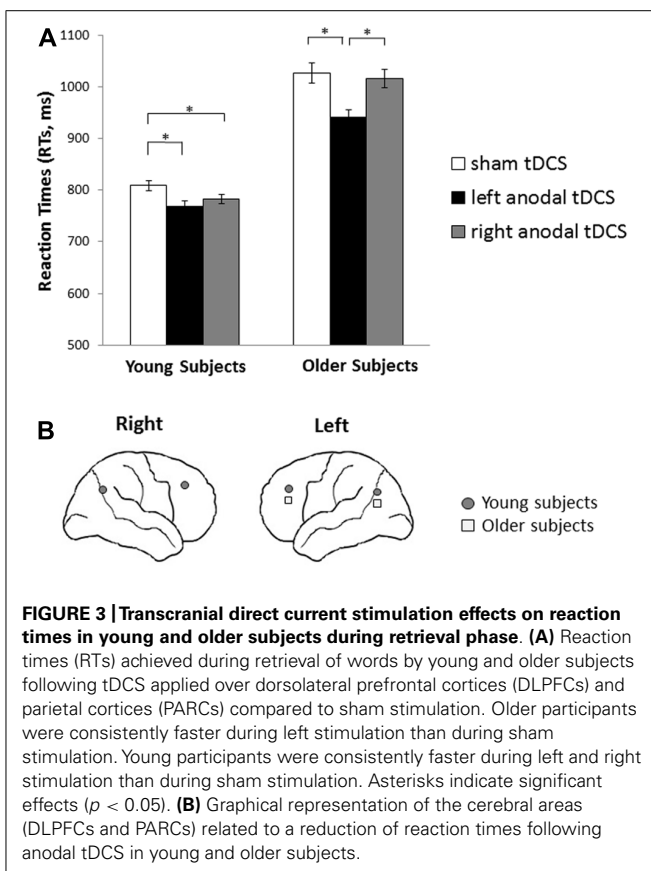 A
Reaction Times (RTs, ms)
1100
1000
900
800
700
600
500
* *
*
*
Young Subjects Older Subjects
sham tDCS
left anodal tDCS
right anodal tDCS
B
Right Left
Young subjects
Older subjects
FIGURE 3 | Transcranial direct current stimulation effects on reaction
times in young and older subjects during retrieval phase. (A) Reaction
times (RTs) achieved during retrieval of words by young and older subjects
following tDCS applied over dorsolateral prefrontal cortices (DLPFCs) and
parietal cortices (PARCs) compared to sham stimulation. Older participants
were consistently faster during left stimulation than during sham
stimulation. Young participants were consistently faster during left and right
stimulation than during sham stimulation. Asterisks indicate significant
effects (p < 0.05). (B) Graphical representation of the cerebral areas
(DLPFCs and PARCs) related to a reduction of reaction times following
anodal tDCS in young and older subjects.